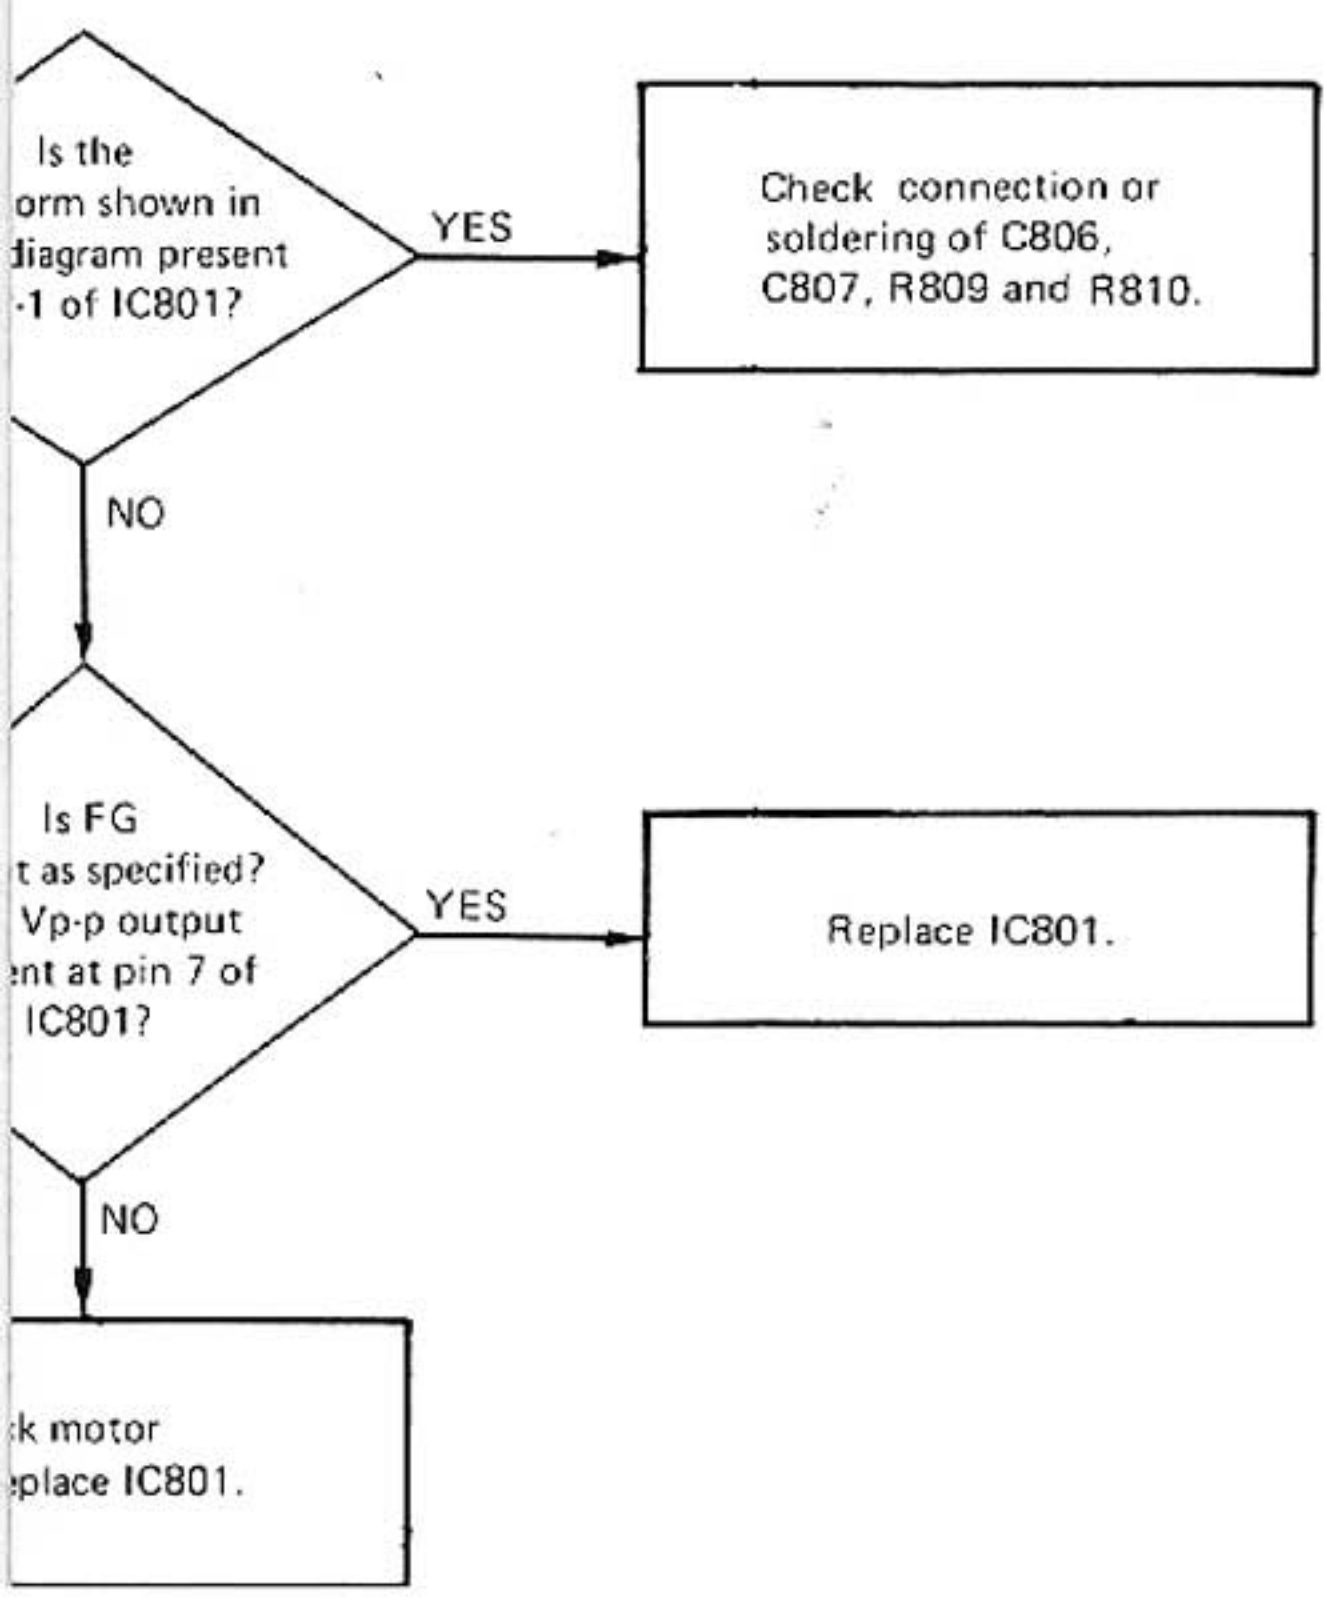 Is the
orm shown in
diagram present
-1 of IC801?
YES
Check connection or
soldering of C806,
C807, R809 and R810.
NO
Is FG
t as specified?
Vp-p output
ent at pin 7 of
IC801?
YES
Replace IC801.
NO
k motor
eplace IC801.